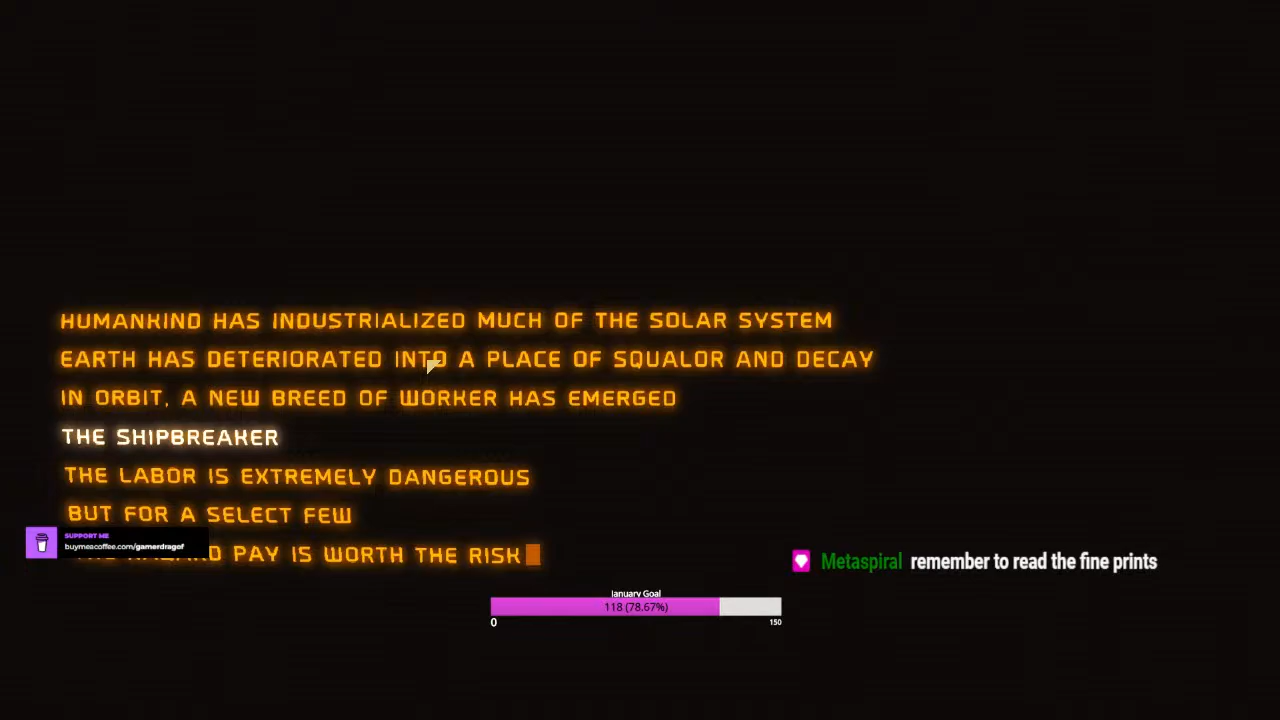 HUMANKIND HAS INDUSTRIALIZED MUCH OF THE SOLAR SYSTEM
EARTH HAS DETERIORATED INTO A PLACE OF SQUALOR AND DECAY
IN ORBIT, A NEW BREED OF WORKER HAS EMERGED
THE SHIPBREAKER
THE LABOR IS EXTREMELY DANGEROUS
BUT FOR A SELECT FEW
SUPPORT ME
buymeacoffee.com/gamerdragof
PAY IS WORTH THE RISK
Metaspiral remember to read the fine prints
January Goal
118 (78.67%)
0 150